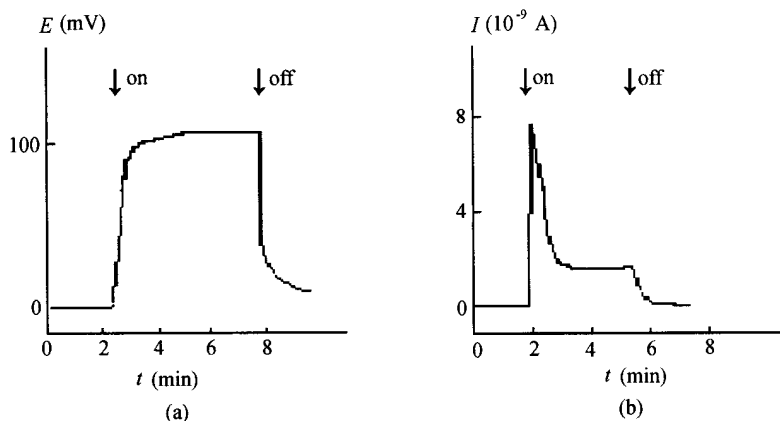 E (mV)
on
off
100
0
0 2 4 6 8
t (min)
(a)
I (10⁻⁹ A)
on
off
8
4
0
0 2 4 6 8
t (min)
(b)